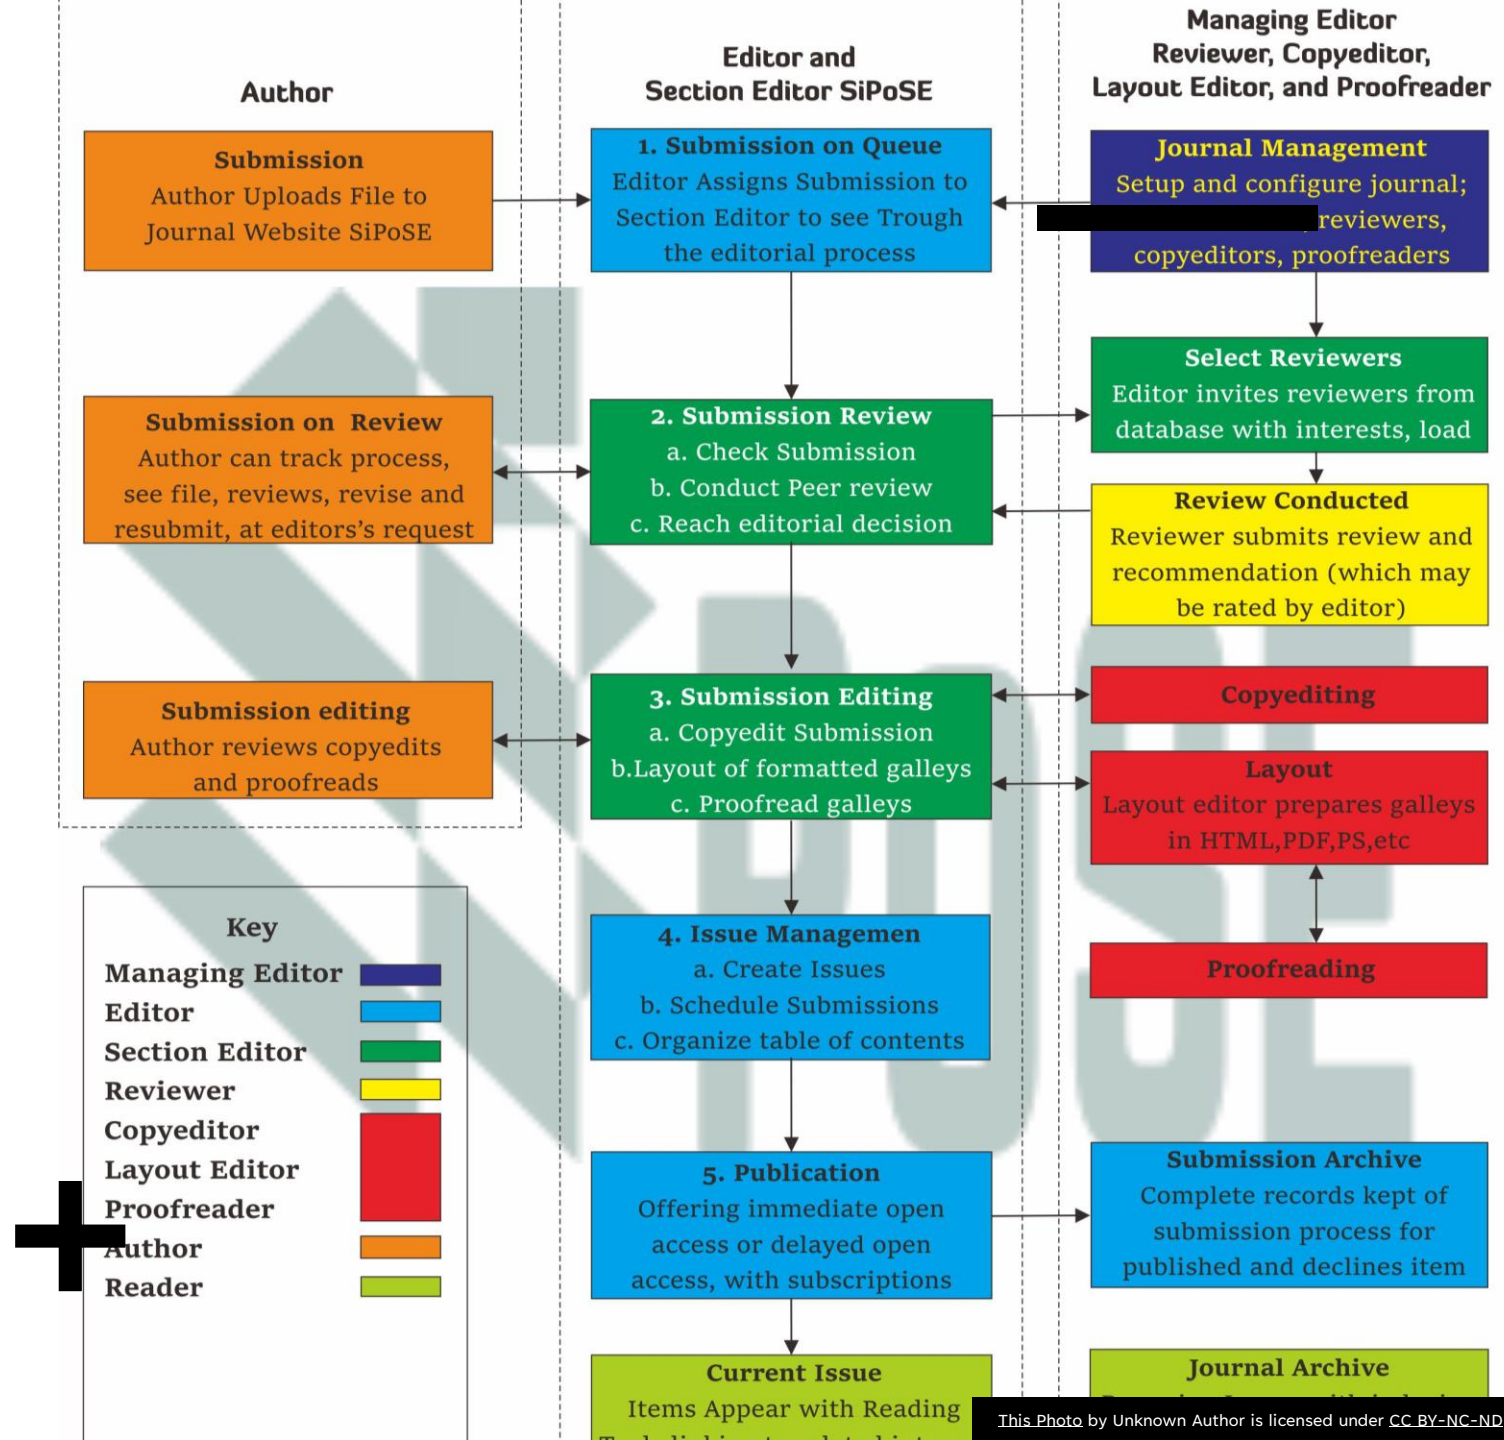 Author
Submission
Author Uploads File to
Journal Website SiPoSE
Submission on Review
Author can track process,
see file, reviews, revise and
resubmit, at editors's request
Submission editing
Author reviews copyedits
and proofreads
Key
Managing Editor
Editor
Section Editor
Reviewer
Copyeditor
Layout Editor
Proofreader
Author
Reader
Editor and
Section Editor SiPoSE
1. Submission on Queue
Editor Assigns Submission to
Section Editor to see Trough
the editorial process
2. Submission Review
a. Check Submission
b. Conduct Peer review
c. Reach editorial decision
3. Submission Editing
a. Copyedit Submission
b.Layout of formatted galleys
c. Proofread galleys
4. Issue Managemen
a. Create Issues
b. Schedule Submissions
c. Organize table of contents
5. Publication
Offering immediate open
access or delayed open
access, with subscriptions
Current Issue
Items Appear with Reading
Managing Editor
Reviewer, Copyeditor,
Layout Editor, and Proofreader
Journal Management
Setup and configure journal;
reviewers,
copyeditors, proofreaders
Select Reviewers
Editor invites reviewers from
database with interests, load
Review Conducted
Reviewer submits review and
recommendation (which may
be rated by editor)
Copyediting
Layout
Layout editor prepares galleys
in HTML,PDF,PS,etc
Proofreading
Submission Archive
Complete records kept of
submission process for
published and declines item
Journal Archive
This Photo by Unknown Author is licensed under CC BY-NC-ND
POSE